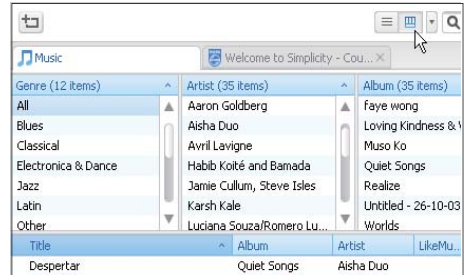 Music
Welcome to Simplicity - Cou...
Genre (12 items) Artist (35 items) Album (35 items)
All Aaron Goldberg faye wong
Blues Aisha Duo Loving Kindness &
Classical Avril Lavigne Muso Ko
Electronica & Dance Habib Koité and Bamada Quiet Songs
Jazz Jamie Cullum, Steve Isles Realize
Latin Karsh Kale Untitled - 26-10-03
Other Luciana Souza/Romero Lu... Worlds
Title Album Artist LikeMu...
Despertar Quiet Songs Aisha Duo